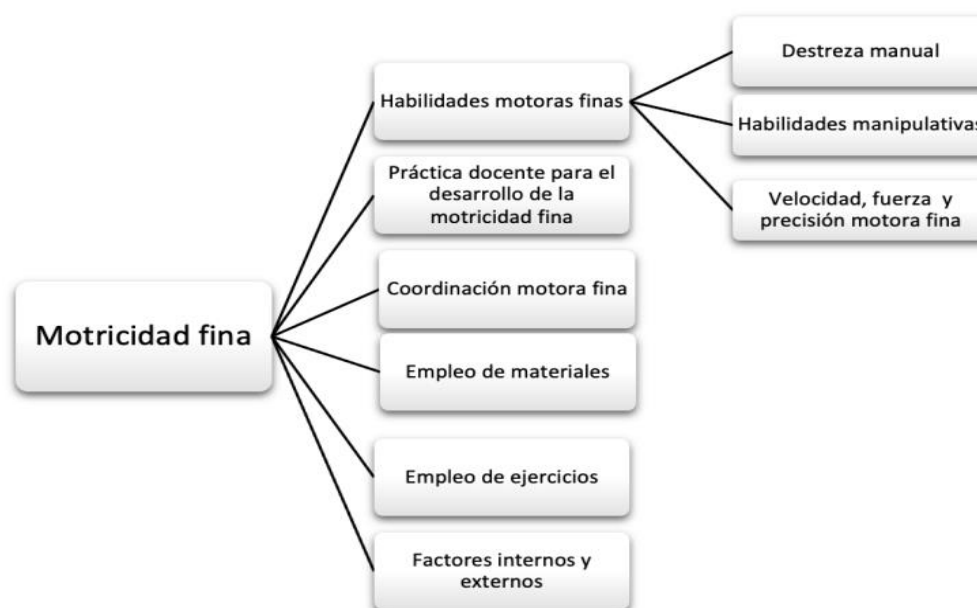 Motricidad fina
Habilidades motoras finas
Práctica docente para el
desarrollo de la
motricidad fina
Coordinación motora fina
Empleo de materiales
Empleo de ejercicios
Factores internos y
externos
Destreza manual
Habilidades manipulativas
Velocidad, fuerza y
precisión motora fina